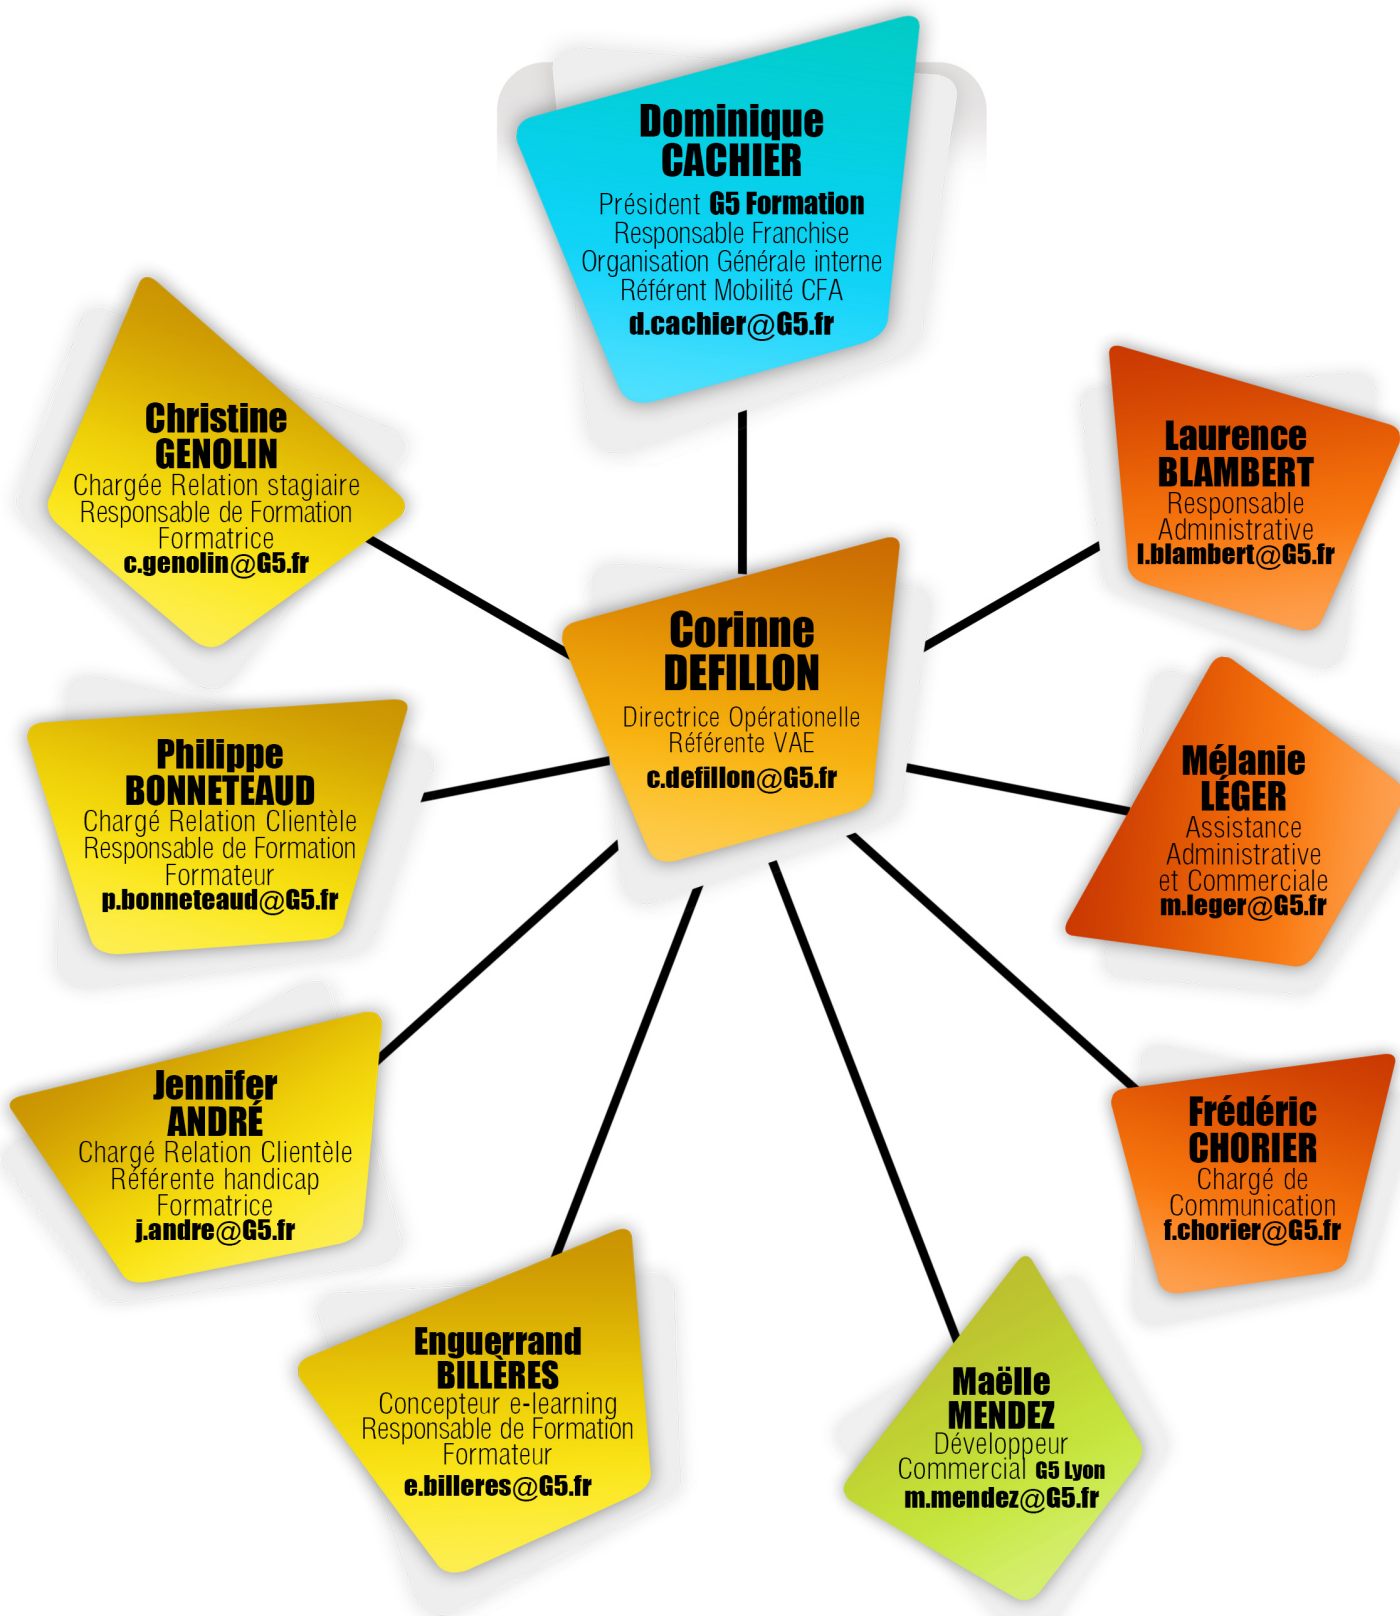 Dominique
CACHIER
Président G5 Formation
Responsable Franchise
Organisation Générale interne
Référent Mobilité CFA
d.cachier@G5.fr
Christine
GENOLIN
Chargée Relation stagiaire
Responsable de Formation
Formatrice
c.genolin@G5.fr
Laurence
BLAMBERT
Responsable
Administrative
l.blambert@G5.fr
Corinne
DEFILLON
Directrice Opérationelle
Référente VAE
c.defillon@G5.fr
Philippe
BONNETEAUD
Chargé Relation Clientèle
Responsable de Formation
Formateur
p.bonneteaud@G5.fr
Mélanie
LÉGER
Assistance
Administrative
et Commerciale
m.leger@G5.fr
Jennifer
ANDRÉ
Chargé Relation Clientèle
Référente handicap
Formatrice
j.andre@G5.fr
Frédéric
CHORIER
Chargé de
Communication
f.chorier@G5.fr
Enguerrand
BILLÈRES
Concepteur e-learning
Responsable de Formation
Formateur
e.billeres@G5.fr
Maëlle
MENDEZ
Développeur
Commercial G5 Lyon
m.mendez@G5.fr